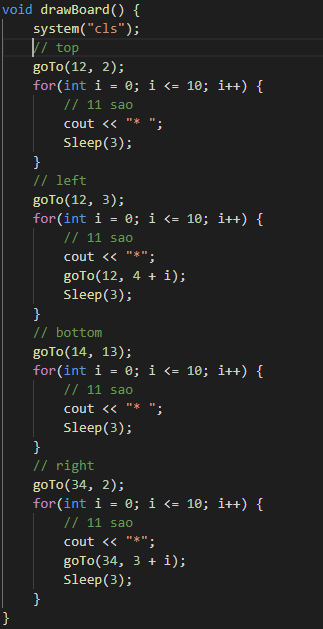 void drawBoard() {
    system("cls");
    // top
    goTo(12, 2);
    for(int i = 0; i <= 10; i++) {
        // 11 sao
        cout << "* ";
        Sleep(3);
    }
    // left
    goTo(12, 3);
    for(int i = 0; i <= 10; i++) {
        // 11 sao
        cout << "*";
        goTo(12, 4 + i);
        Sleep(3);
    }
    // bottom
    goTo(14, 13);
    for(int i = 0; i <= 10; i++) {
        // 11 sao
        cout << "* ";
        Sleep(3);
    }
    // right
    goTo(34, 2);
    for(int i = 0; i <= 10; i++) {
        // 11 sao
        cout << "*";
        goTo(34, 3 + i);
        Sleep(3);
    }
}